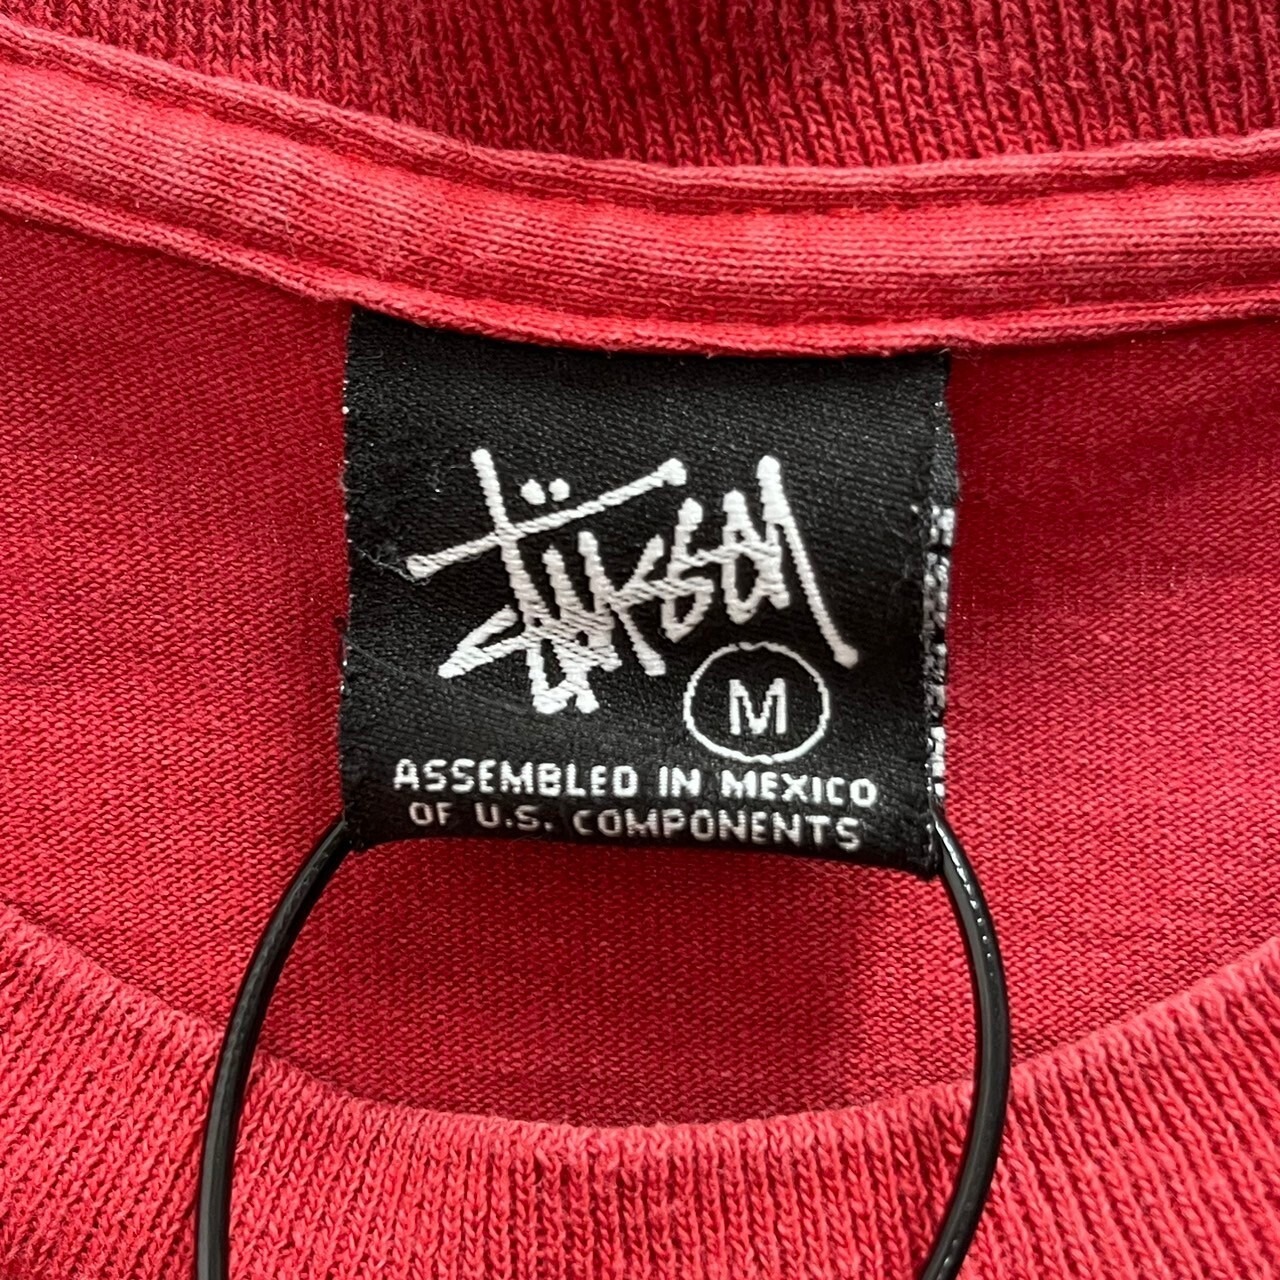 Stüssy
M
ASSEMBLED IN MEXICO
OF U.S. COMPONENTS